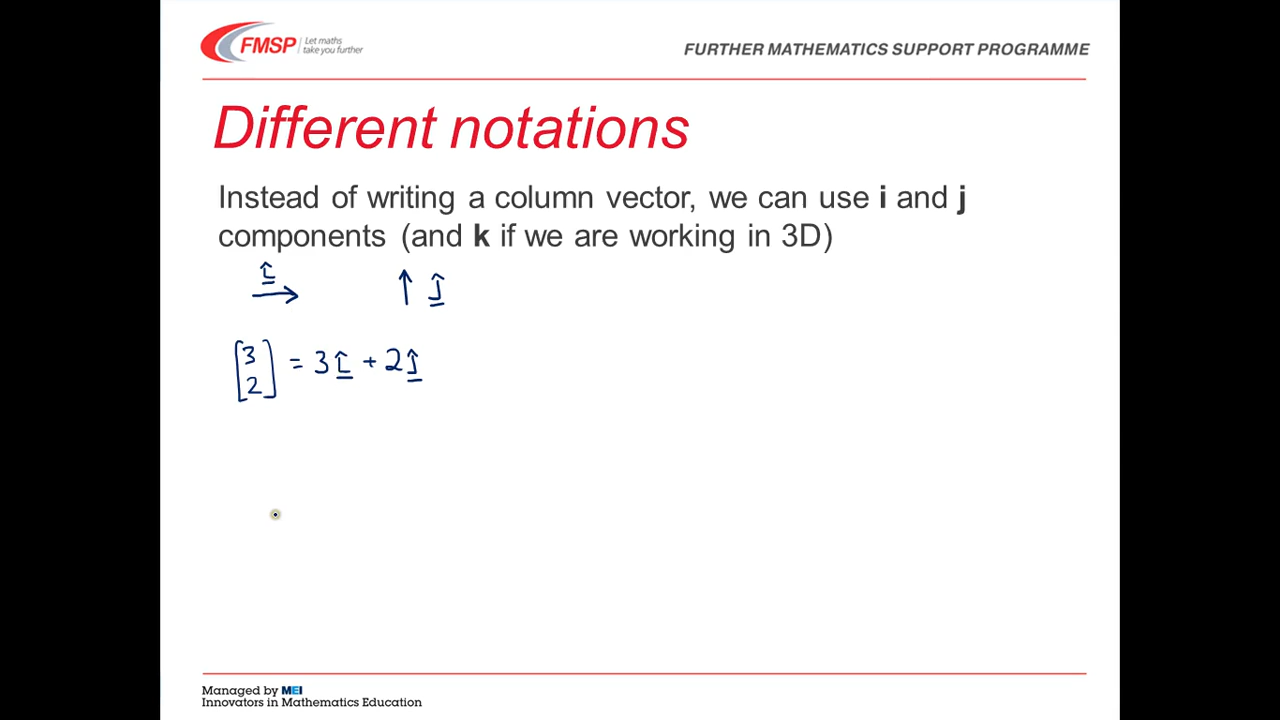 FMSP
Let maths
take you further
FURTHER MATHEMATICS SUPPORT PROGRAMME
Different notations
Instead of writing a column vector, we can use i and j
components (and k if we are working in 3D)
î ĵ
[3 2] = 3î + 2ĵ
Managed by MEI
Innovators in Mathematics Education